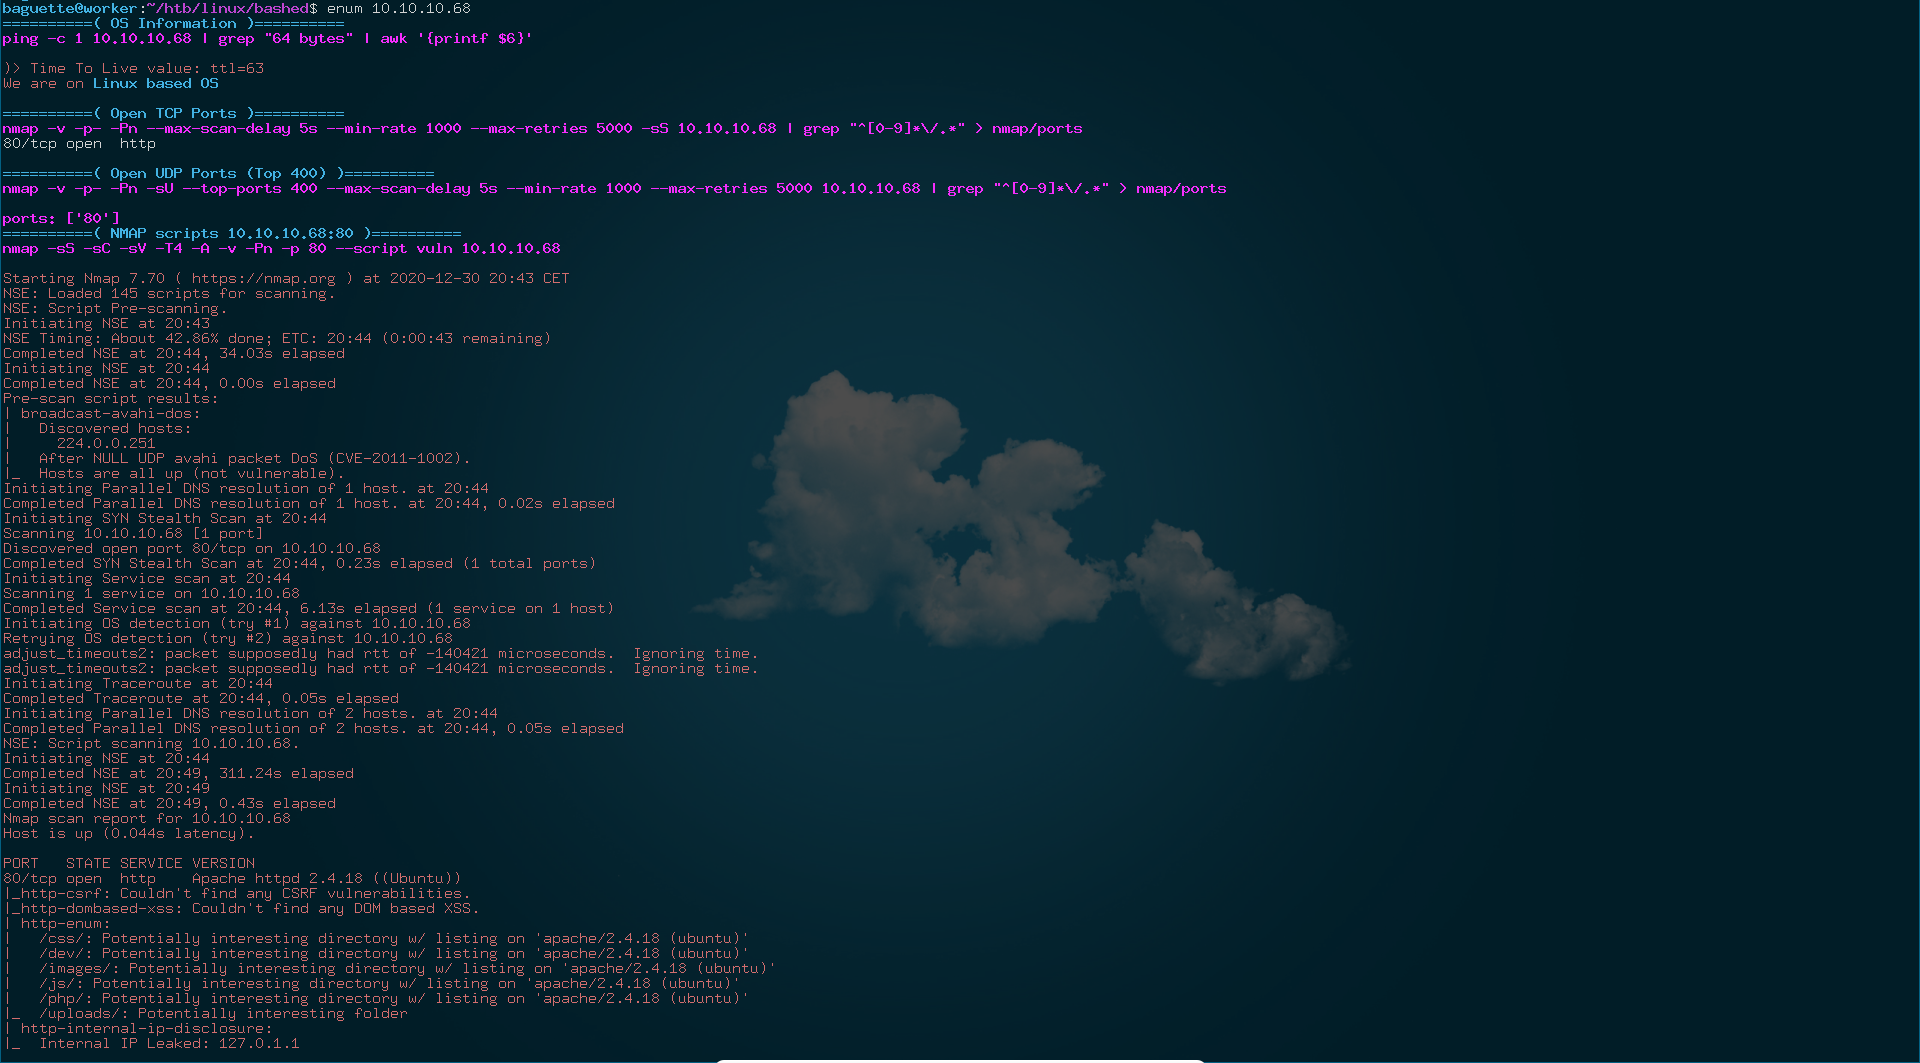 baguette@worker:~/htb/linux/bashed$ enum 10.10.10.68
==========( OS Information )==========
ping -c 1 10.10.10.68 | grep "64 bytes" | awk '{printf $6}'
)> Time To Live value: ttl=63
We are on Linux based OS
==========( Open TCP Ports )==========
nmap -v -p- -Pn --max-scan-delay 5s --min-rate 1000 --max-retries 5000 -sS 10.10.10.68 | grep "^[0-9]*\/.*" > nmap/ports
80/tcp open  http
==========( Open UDP Ports (Top 400) )==========
nmap -v -p- -Pn -sU --top-ports 400 --max-scan-delay 5s --min-rate 1000 --max-retries 5000 10.10.10.68 | grep "^[0-9]*\/.*" > nmap/ports
ports: ['80']
==========( NMAP scripts 10.10.10.68:80 )==========
nmap -sS -sC -sV -T4 -A -v -Pn -p 80 --script vuln 10.10.10.68
Starting Nmap 7.70 ( https://nmap.org ) at 2020-12-30 20:43 CET
NSE: Loaded 145 scripts for scanning.
NSE: Script Pre-scanning.
Initiating NSE at 20:43
NSE Timing: About 42.86% done; ETC: 20:44 (0:00:43 remaining)
Completed NSE at 20:44, 34.03s elapsed
Initiating NSE at 20:44
Completed NSE at 20:44, 0.00s elapsed
Pre-scan script results:
| broadcast-avahi-dos:
|   Discovered hosts:
|     224.0.0.251
|   After NULL UDP avahi packet DoS (CVE-2011-1002).
|_  Hosts are all up (not vulnerable).
Initiating Parallel DNS resolution of 1 host. at 20:44
Completed Parallel DNS resolution of 1 host. at 20:44, 0.02s elapsed
Initiating SYN Stealth Scan at 20:44
Scanning 10.10.10.68 [1 port]
Discovered open port 80/tcp on 10.10.10.68
Completed SYN Stealth Scan at 20:44, 0.23s elapsed (1 total ports)
Initiating Service scan at 20:44
Scanning 1 service on 10.10.10.68
Completed Service scan at 20:44, 6.13s elapsed (1 service on 1 host)
Initiating OS detection (try #1) against 10.10.10.68
Retrying OS detection (try #2) against 10.10.10.68
adjust_timeouts2: packet supposedly had rtt of -140421 microseconds.  Ignoring time.
adjust_timeouts2: packet supposedly had rtt of -140421 microseconds.  Ignoring time.
Initiating Traceroute at 20:44
Completed Traceroute at 20:44, 0.05s elapsed
Initiating Parallel DNS resolution of 2 hosts. at 20:44
Completed Parallel DNS resolution of 2 hosts. at 20:44, 0.05s elapsed
NSE: Script scanning 10.10.10.68.
Initiating NSE at 20:44
Completed NSE at 20:49, 311.24s elapsed
Initiating NSE at 20:49
Completed NSE at 20:49, 0.43s elapsed
Nmap scan report for 10.10.10.68
Host is up (0.044s latency).
PORT   STATE SERVICE VERSION
80/tcp open  http    Apache httpd 2.4.18 ((Ubuntu))
|_http-csrf: Couldn't find any CSRF vulnerabilities.
|_http-dombased-xss: Couldn't find any DOM based XSS.
| http-enum:
|   /css/: Potentially interesting directory w/ listing on 'apache/2.4.18 (ubuntu)'
|   /dev/: Potentially interesting directory w/ listing on 'apache/2.4.18 (ubuntu)'
|   /images/: Potentially interesting directory w/ listing on 'apache/2.4.18 (ubuntu)'
|   /js/: Potentially interesting directory w/ listing on 'apache/2.4.18 (ubuntu)'
|   /php/: Potentially interesting directory w/ listing on 'apache/2.4.18 (ubuntu)'
|_  /uploads/: Potentially interesting folder
| http-internal-ip-disclosure:
|_  Internal IP Leaked: 127.0.1.1